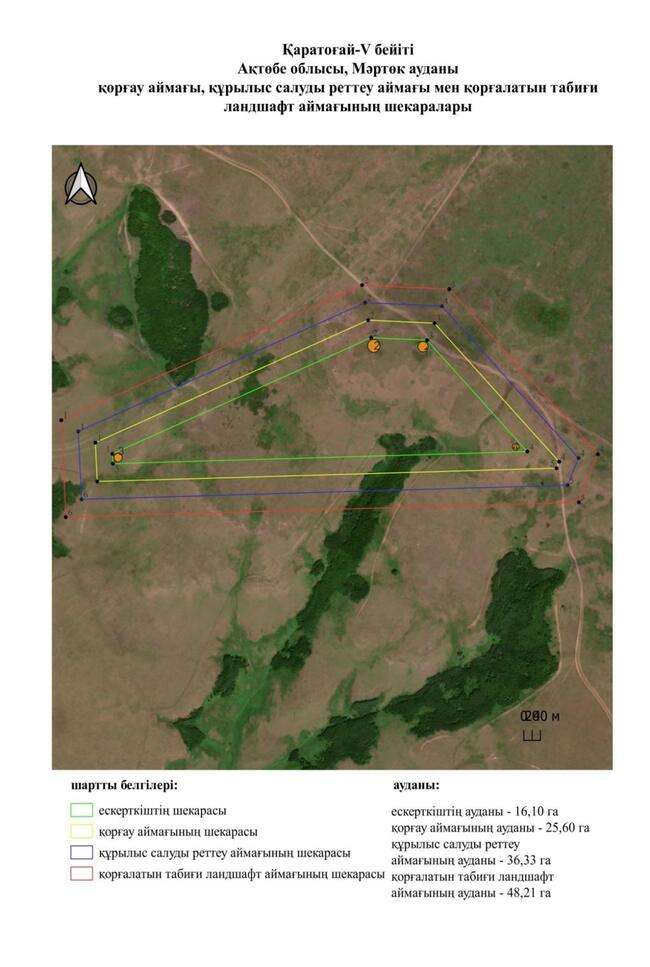 Қаратоғай-V бейіті
Ақтөбе облысы, Мәртөк ауданы
қорғау аймағы, құрылыс салуды реттеу аймағы мен қорғалатын табиғи
ландшафт аймағының шекаралары
шартты белгілері:
ескерткіштің шекарасы
қорғау аймағының шекарасы
құрылыс салуды реттеу аймағының шекарасы
қорғалатын табиғи ландшафт аймағының шекарасы
ауданы:
ескерткіштің ауданы - 16,10 га
қорғау аймағының ауданы - 25,60 га
құрылыс салуды реттеу
аймағының ауданы - 36,33 га
қорғалатын табиғи ландшафт
аймағының ауданы - 48,21 га